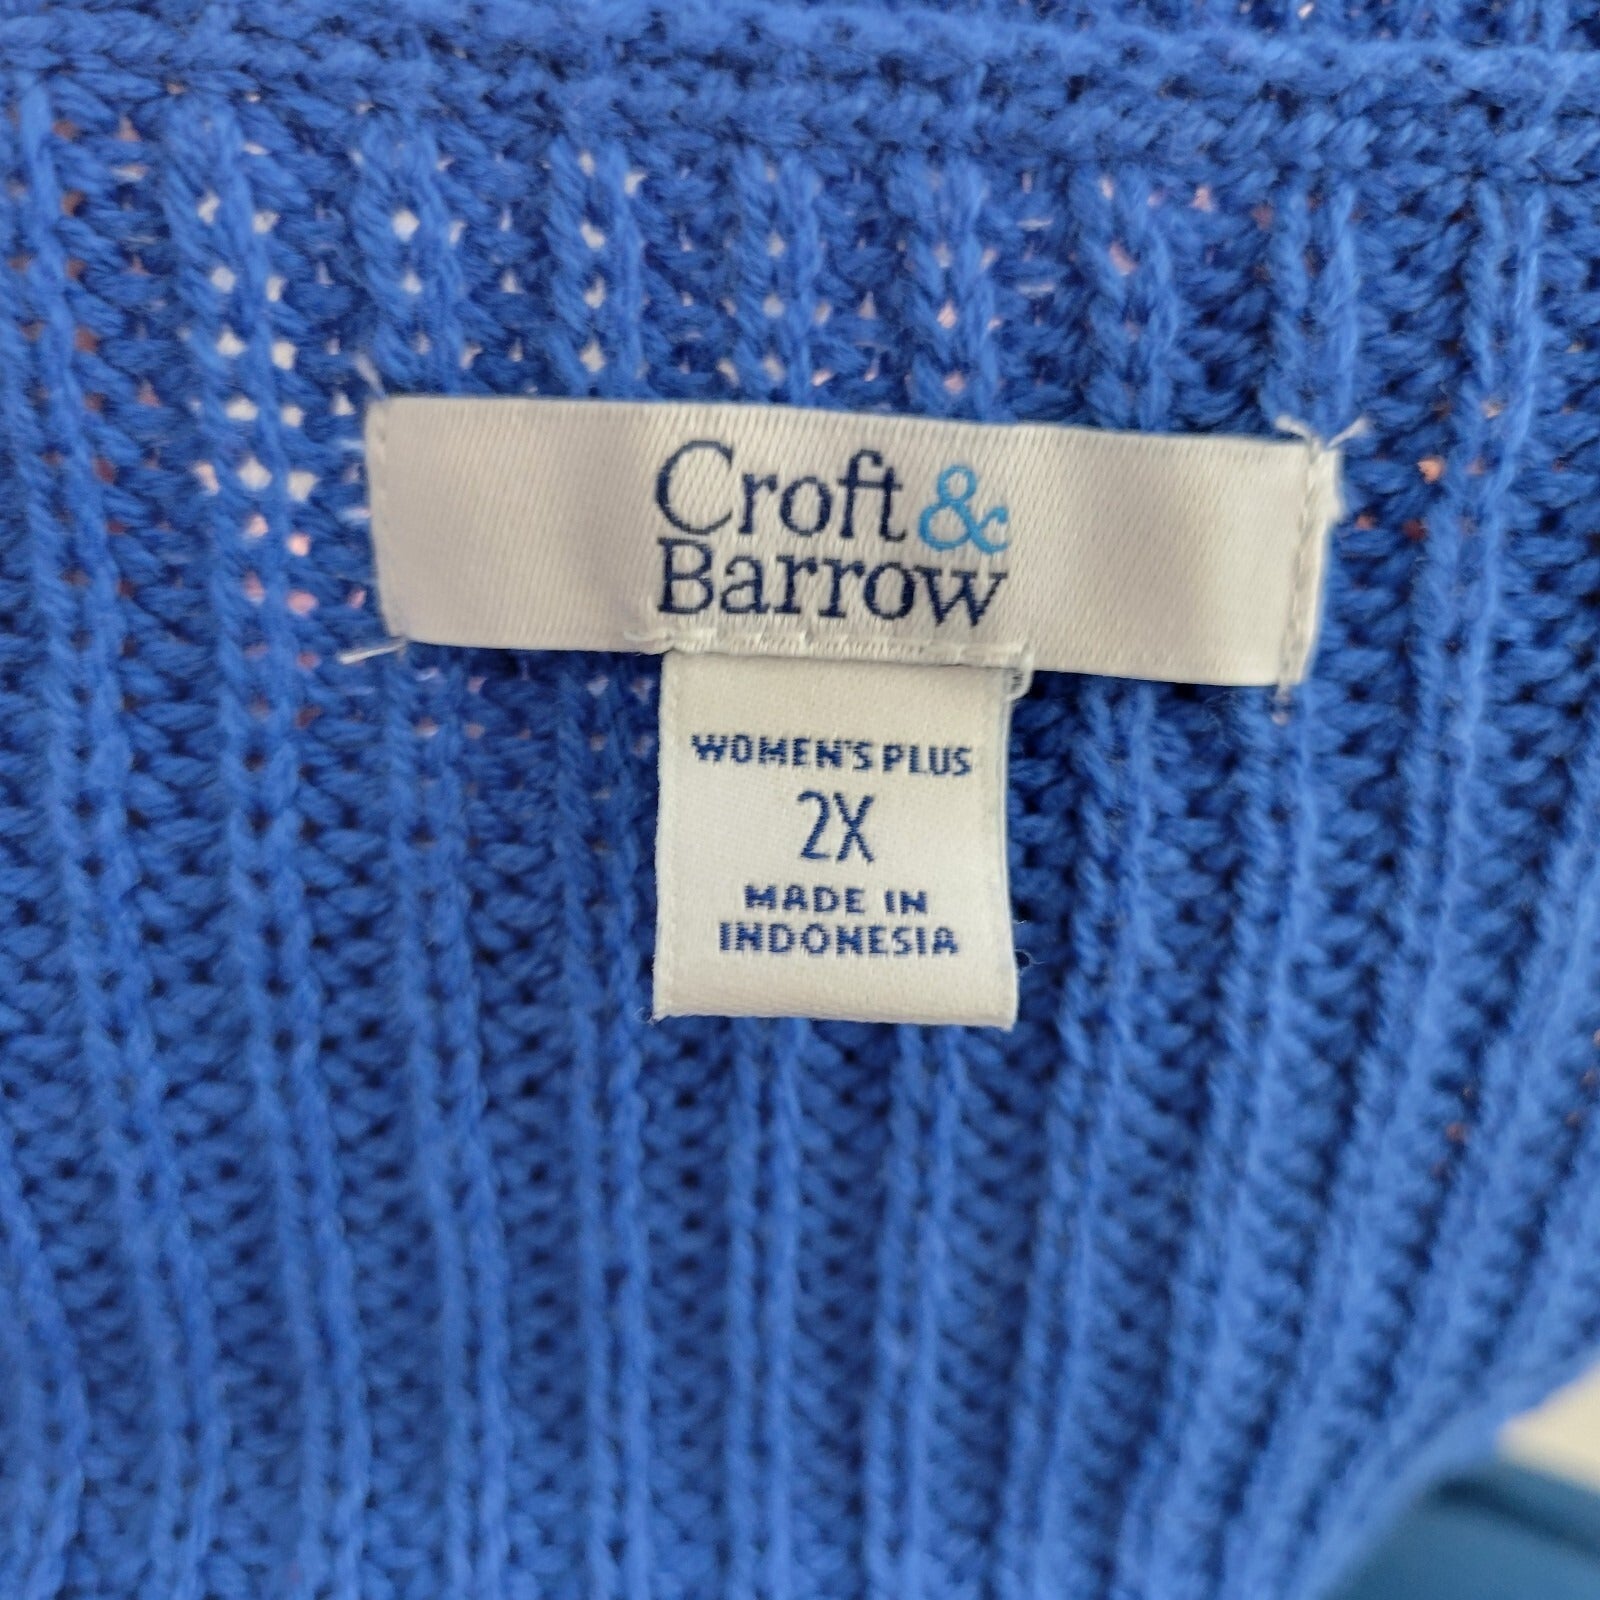 Croft &
Barrow
WOMEN'S PLUS
2X
MADE IN
INDONESIA